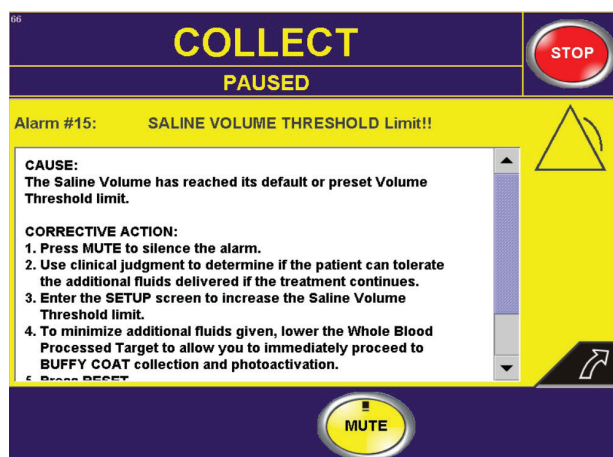 66
COLLECT
STOP
PAUSED
Alarm #15: SALINE VOLUME THRESHOLD Limit!!
CAUSE:
The Saline Volume has reached its default or preset Volume
Threshold limit.
CORRECTIVE ACTION:
1. Press MUTE to silence the alarm.
2. Use clinical judgment to determine if the patient can tolerate
the additional fluids delivered if the treatment continues.
3. Enter the SETUP screen to increase the Saline Volume
Threshold limit.
4. To minimize additional fluids given, lower the Whole Blood
Processed Target to allow you to immediately proceed to
BUFFY COAT collection and photoactivation.
5. Press RESET
MUTE